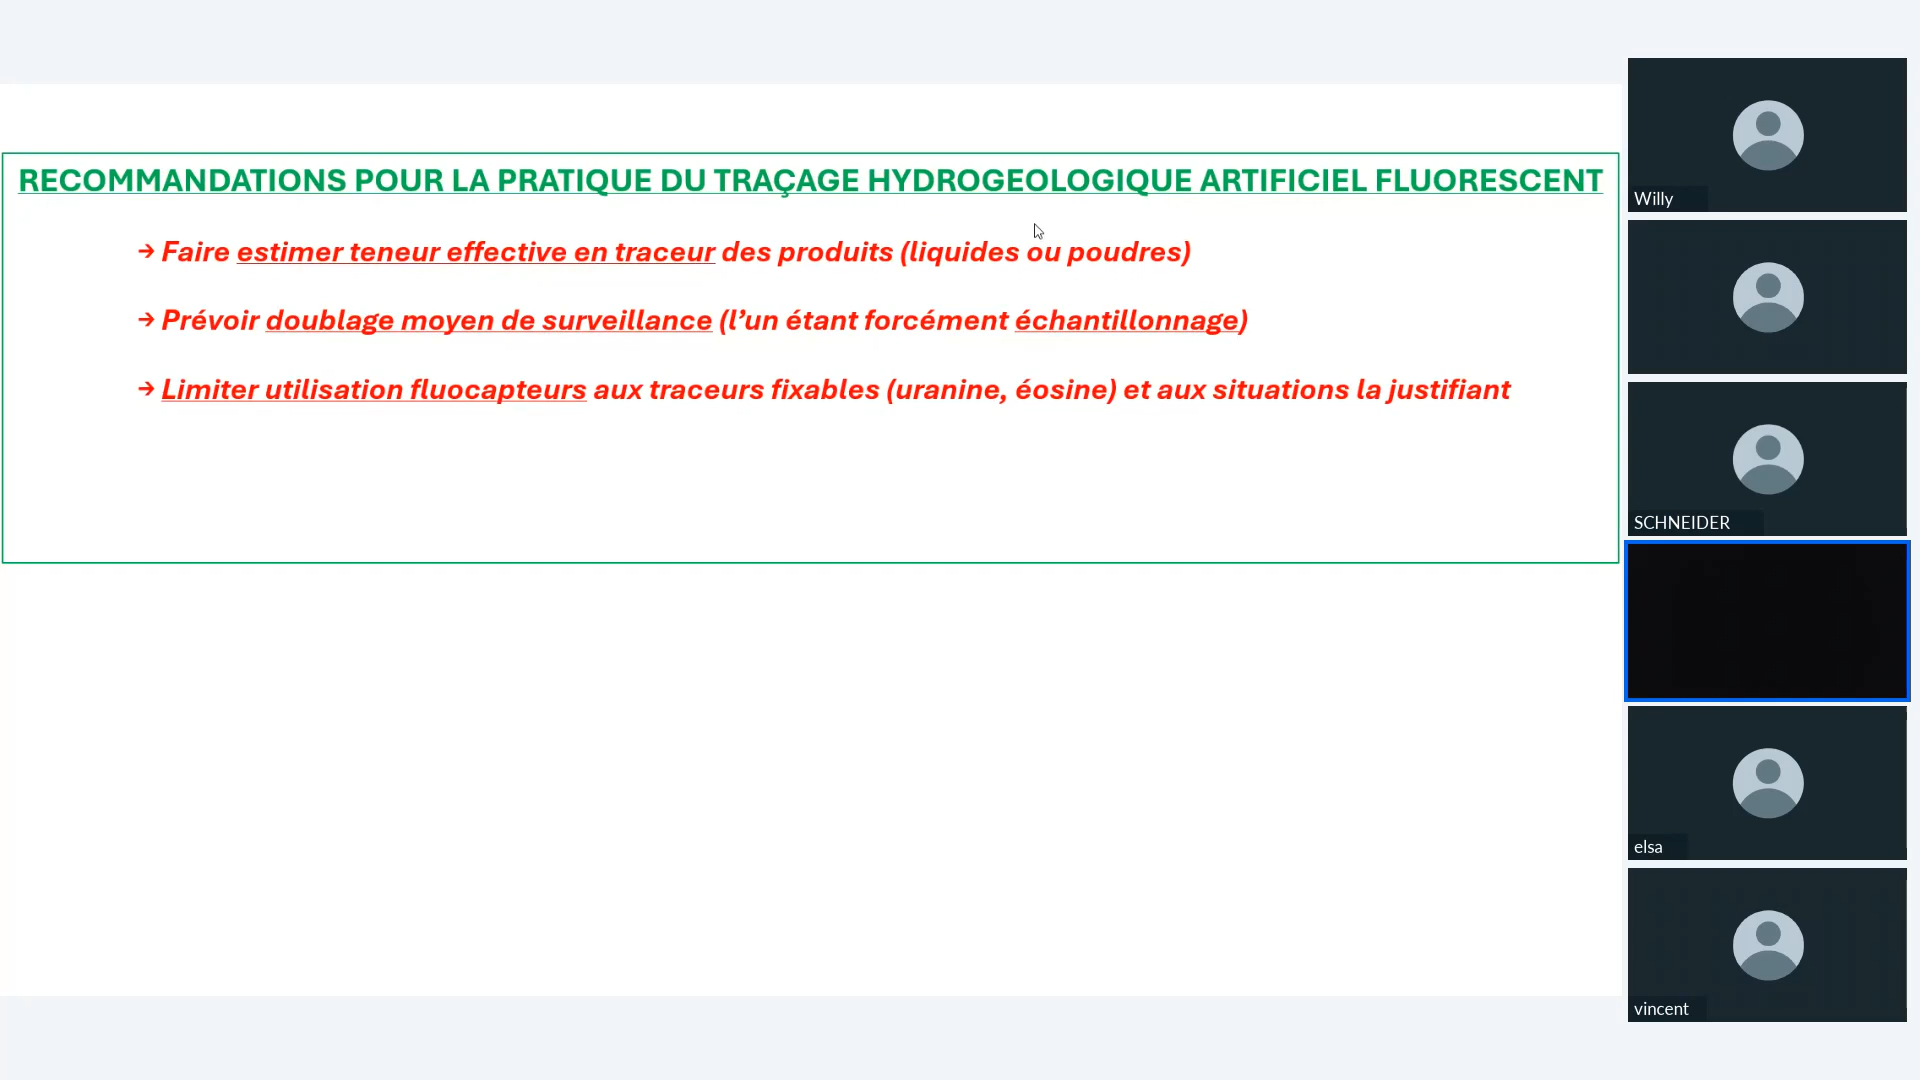 RECOMMANDATIONS POUR LA PRATIQUE DU TRAÇAGE HYDROGEOLOGIQUE ARTIFICIEL FLUORESCENT
→ Faire estimer teneur effective en traceur des produits (liquides ou poudres)
→ Prévoir doublage moyen de surveillance (l’un étant forcément échantillonnage)
→ Limiter utilisation fluocapteurs aux traceurs fixables (uranine, éosine) et aux situations la justifiant
Willy
SCHNEIDER
elsa
vincent